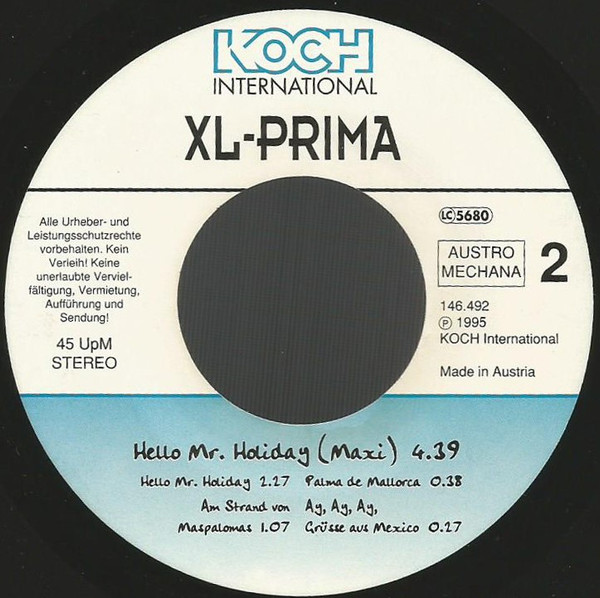 KOCH
INTERNATIONAL
XL-PRIMA
Alle Urheber- und
Leistungsschutzrechte
vorbehalten. Kein
Verleih! Keine
unerlaubte Verviel-
fältigung, Vermietung,
Aufführung und
Sendung!
45 UpM
STEREO
LC 5680
AUSTRO
MECHANA
2
146.492
℗ 1995
KOCH International
Made in Austria
Hello Mr. Holiday (Maxi) 4.39
Hello Mr. Holiday 2.27 Palma de Mallorca 0.38
Am Strand von Ay, Ay, Ay,
Maspalomas 1.07 Grüsse aus Mexico 0.27